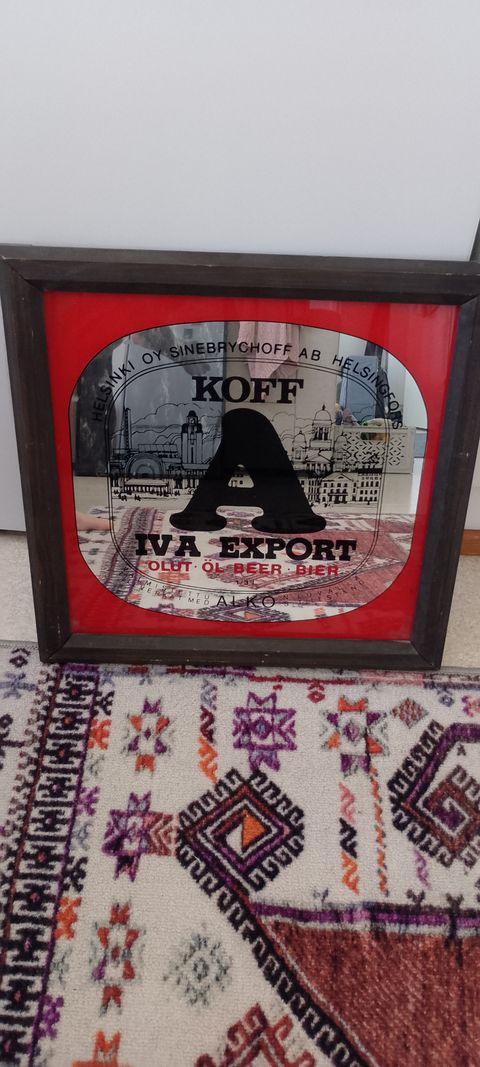 HELSINKI OY SINEBRYCHOFF AB HELSINGFORS
KOFF
A
IVA EXPORT
OLUT · ÖL · BEER · BIER
ALKO